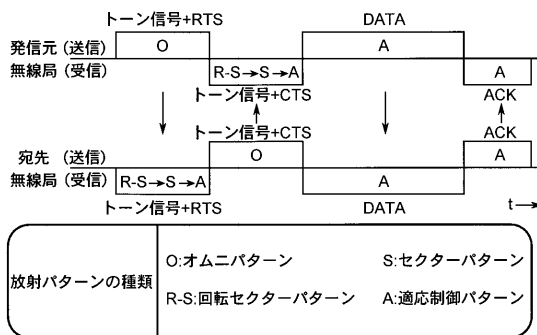 トーン信号+RTS DATA
発信元(送信) O A
無線局(受信) R-S→S→A A
トーン信号+CTS ACK
トーン信号+CTS ACK
宛先 (送信) O A
無線局(受信) R-S→S→A A
トーン信号+RTS DATA t→
放射パターンの種類
O:オムニパターン S:セクターパターン
R-S:回転セクターパターン A:適応制御パターン